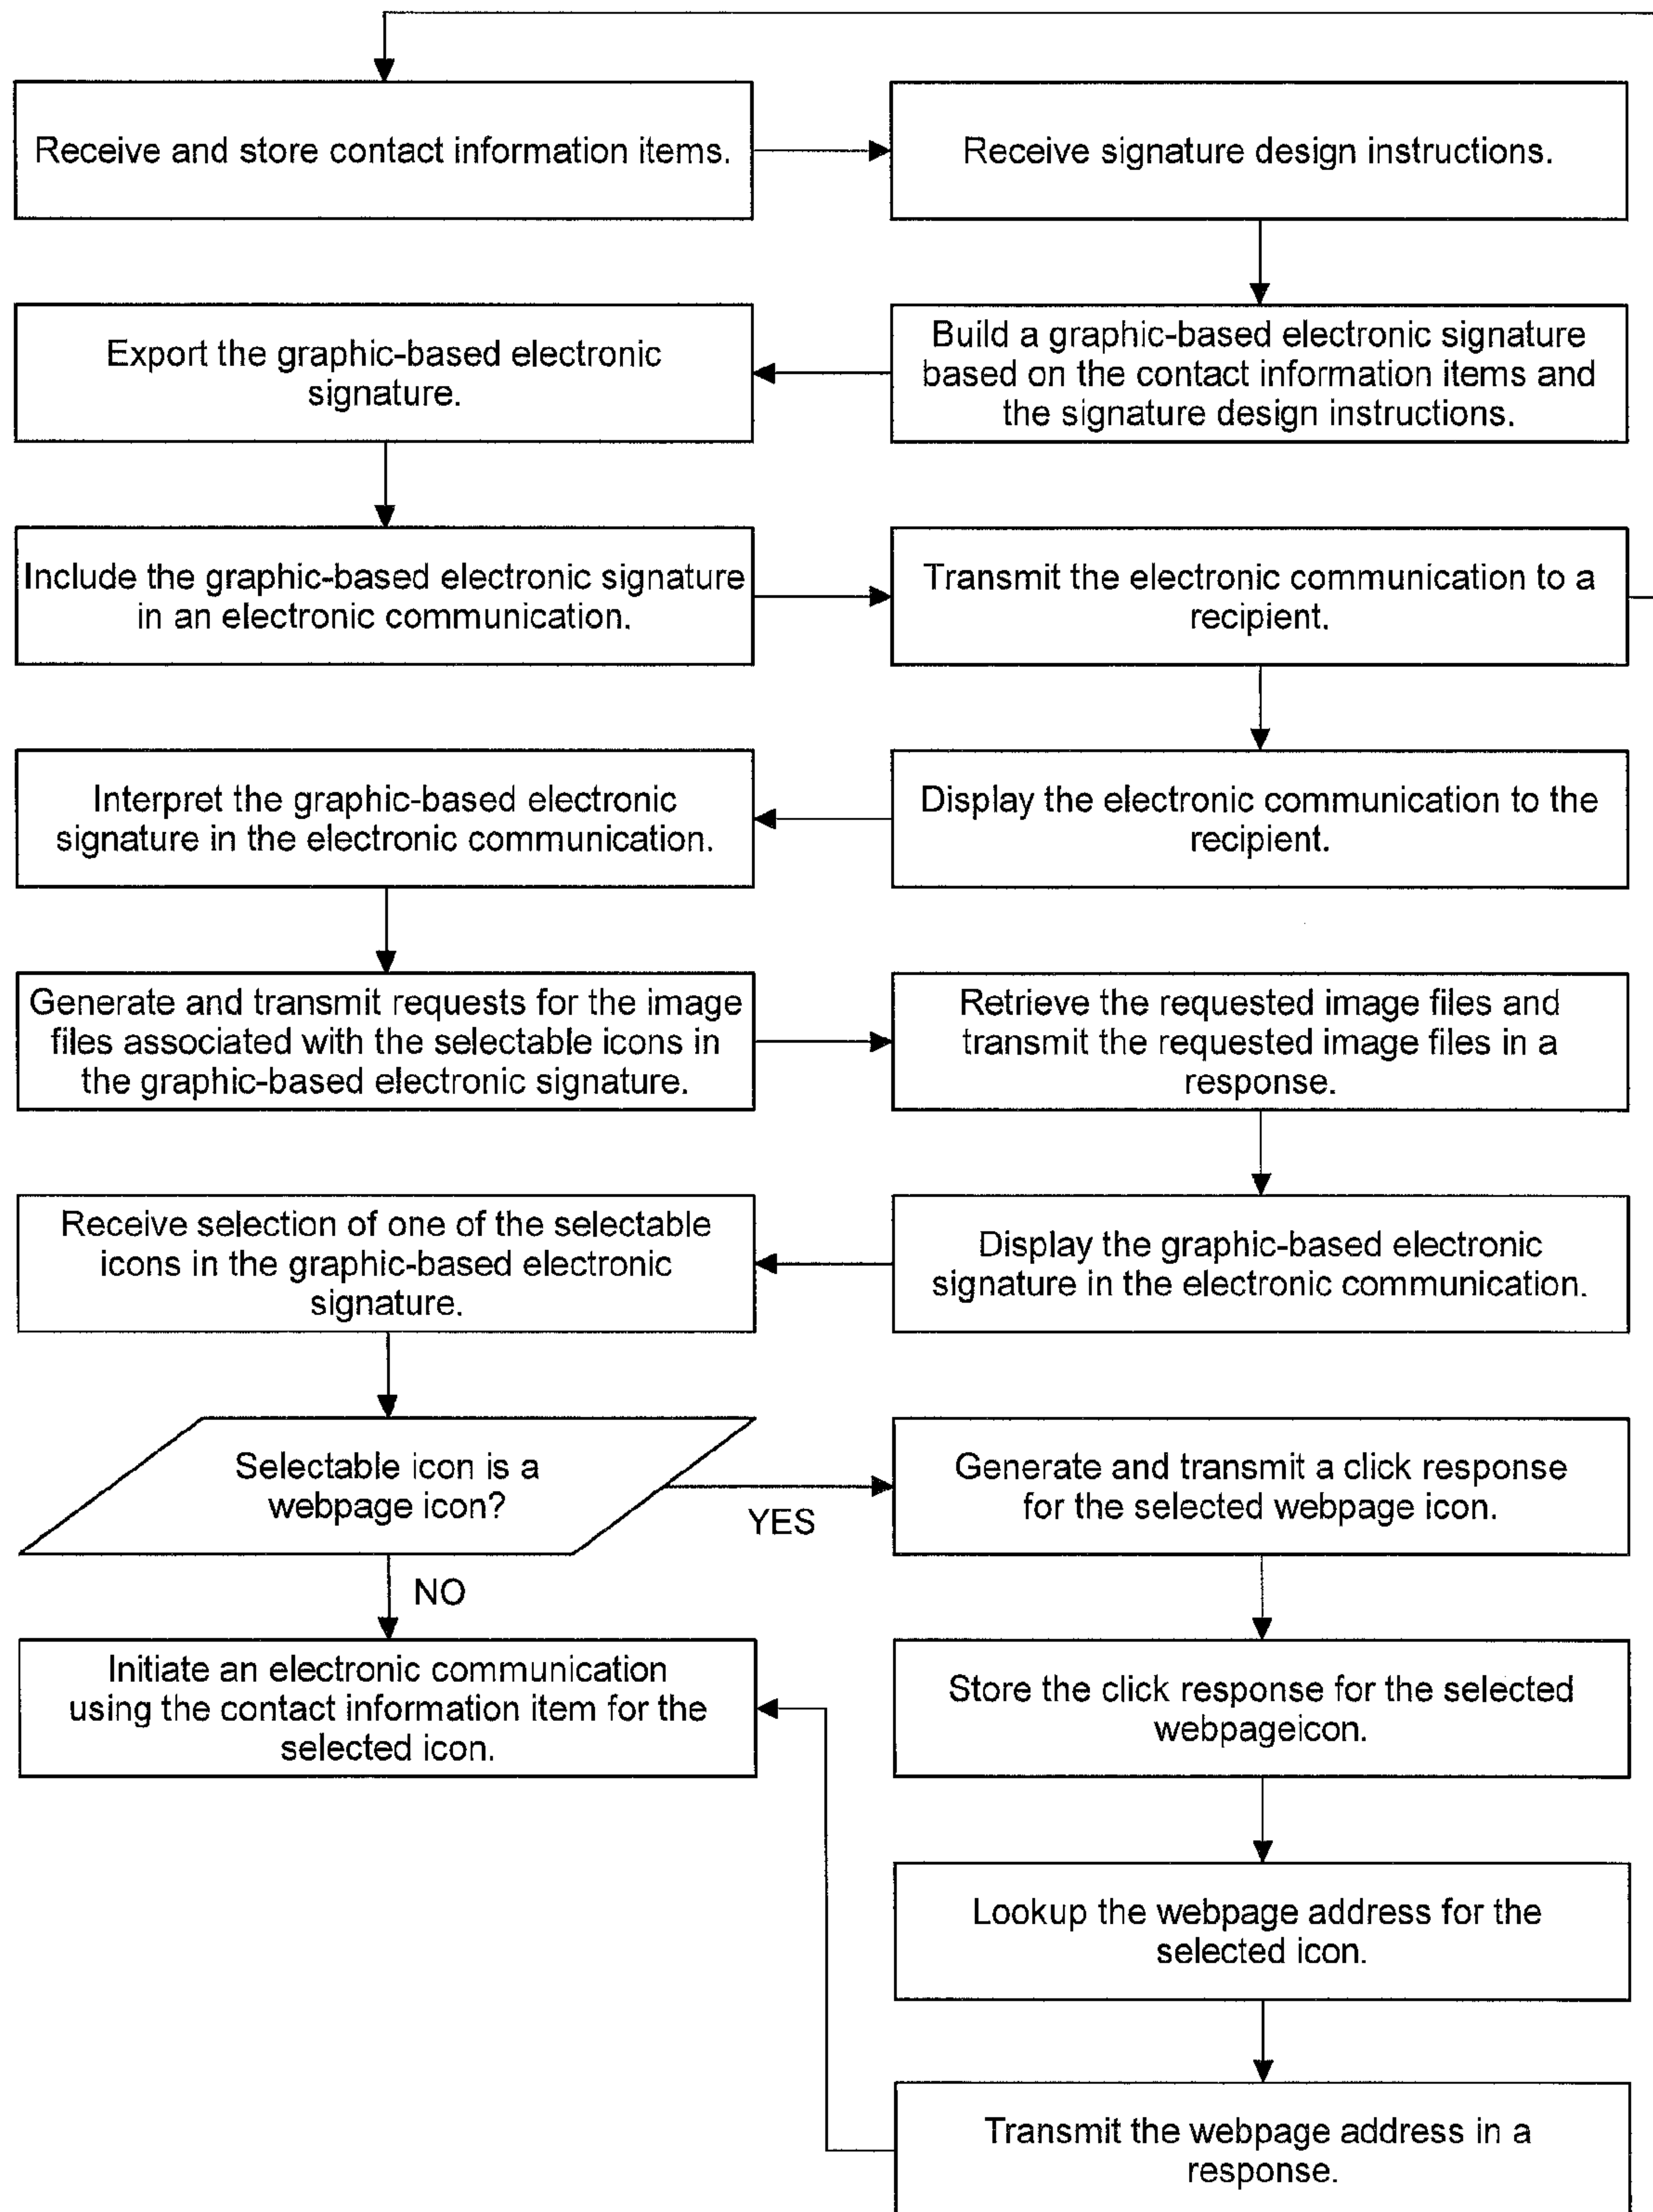 Receive and store contact information items.
Receive signature design instructions.
Build a graphic-based electronic signature
based on the contact information items and
the signature design instructions.
Export the graphic-based electronic
signature.
Include the graphic-based electronic signature
in an electronic communication.
Transmit the electronic communication to a
recipient.
Display the electronic communication to the
recipient.
Interpret the graphic-based electronic
signature in the electronic communication.
Generate and transmit requests for the image
files associated with the selectable icons in
the graphic-based electronic signature.
Retrieve the requested image files and
transmit the requested image files in a
response.
Display the graphic-based electronic
signature in the electronic communication.
Receive selection of one of the selectable
icons in the graphic-based electronic
signature.
Selectable icon is a
webpage icon?
YES
NO
Generate and transmit a click response
for the selected webpage icon.
Store the click response for the selected
webpageicon.
Lookup the webpage address for the
selected icon.
Transmit the webpage address in a
response.
Initiate an electronic communication
using the contact information item for the
selected icon.